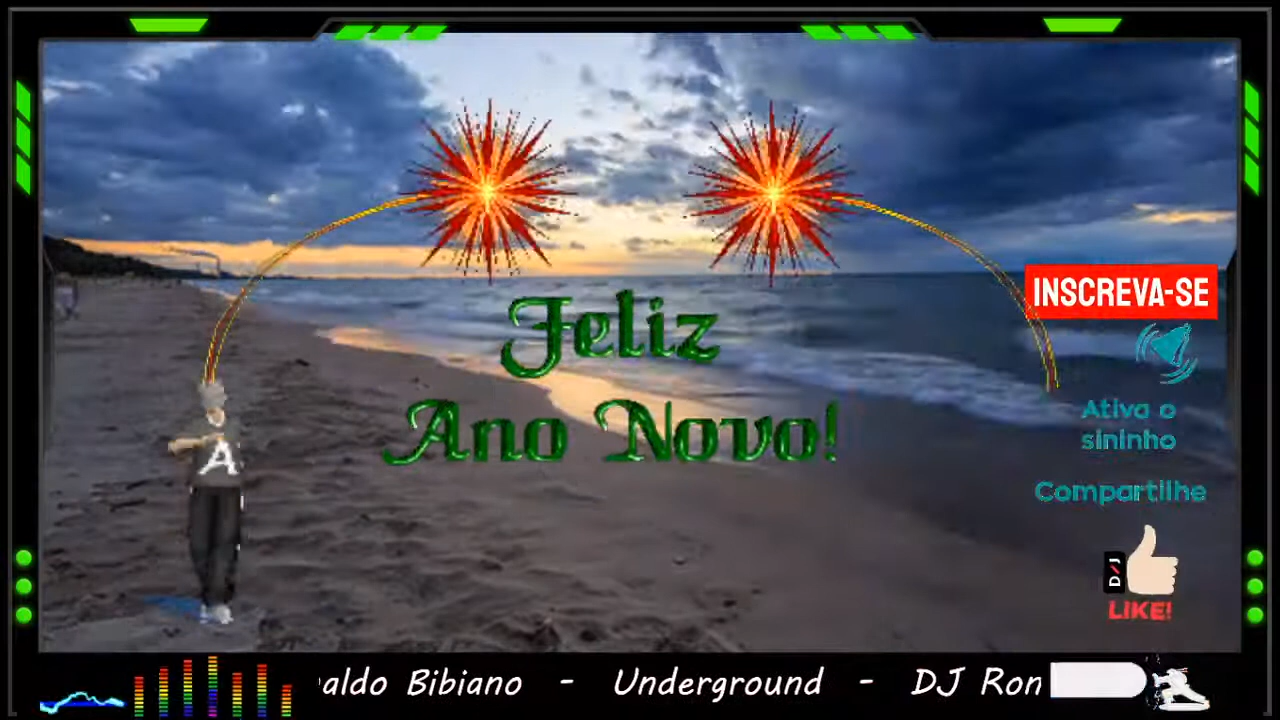 Feliz
Ano Novo!
INSCREVA-SE
Ativa o
sininho
Compartilhe
A
D/J
LIKE!
aldo Bibiano - Underground - DJ Ron